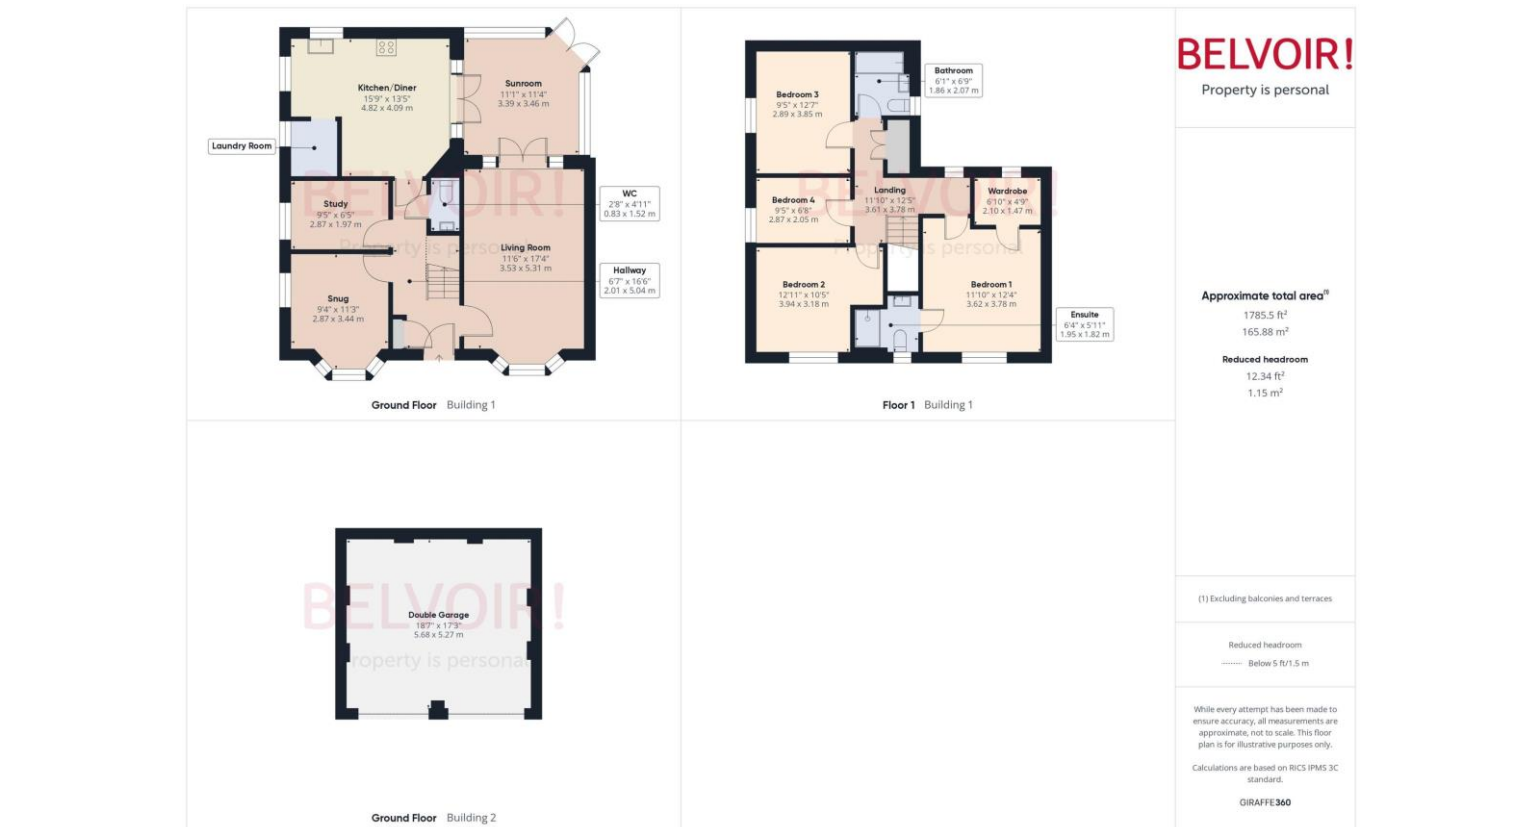 Kitchen/Diner
15'9" x 13'5"
4.82 x 4.09 m
Sunroom
11'1" x 11'4"
3.39 x 3.46 m
Laundry Room
Study
9'5" x 6'5"
2.87 x 1.97 m
WC
2'8" x 4'11"
0.83 x 1.52 m
Living Room
11'6" x 17'4"
3.53 x 5.31 m
Hallway
6'7" x 16'6"
2.01 x 5.04 m
Snug
9'4" x 11'3"
2.87 x 3.44 m
BELVOIR!
Property is personal
Ground Floor Building 1
Bathroom
6'1" x 6'9"
1.86 x 2.07 m
Bedroom 3
9'5" x 12'7"
2.89 x 3.85 m
Landing
11'10" x 12'5"
3.61 x 3.78 m
Wardrobe
6'10" x 4'9"
2.10 x 1.47 m
Bedroom 4
9'5" x 6'8"
2.87 x 2.05 m
Bedroom 2
12'11" x 10'5"
3.94 x 3.18 m
Bedroom 1
11'10" x 12'4"
3.62 x 3.78 m
Ensuite
6'4" x 5'11"
1.95 x 1.82 m
BELVOIR!
Property is personal
Floor 1 Building 1
Double Garage
18'7" x 17'3"
5.68 x 5.27 m
BELVOIR!
Property is personal
Ground Floor Building 2
BELVOIR!
Property is personal
Approximate total area(1)
1785.5 ft²
165.88 m²
Reduced headroom
12.34 ft²
1.15 m²
(1) Excluding balconies and terraces
Reduced headroom
Below 5 ft/1.5 m
While every attempt has been made to
ensure accuracy, all measurements are
approximate, not to scale. This floor
plan is for illustrative purposes only.
Calculations are based on RICS IPMS 3C
standard.
GIRAFFE360